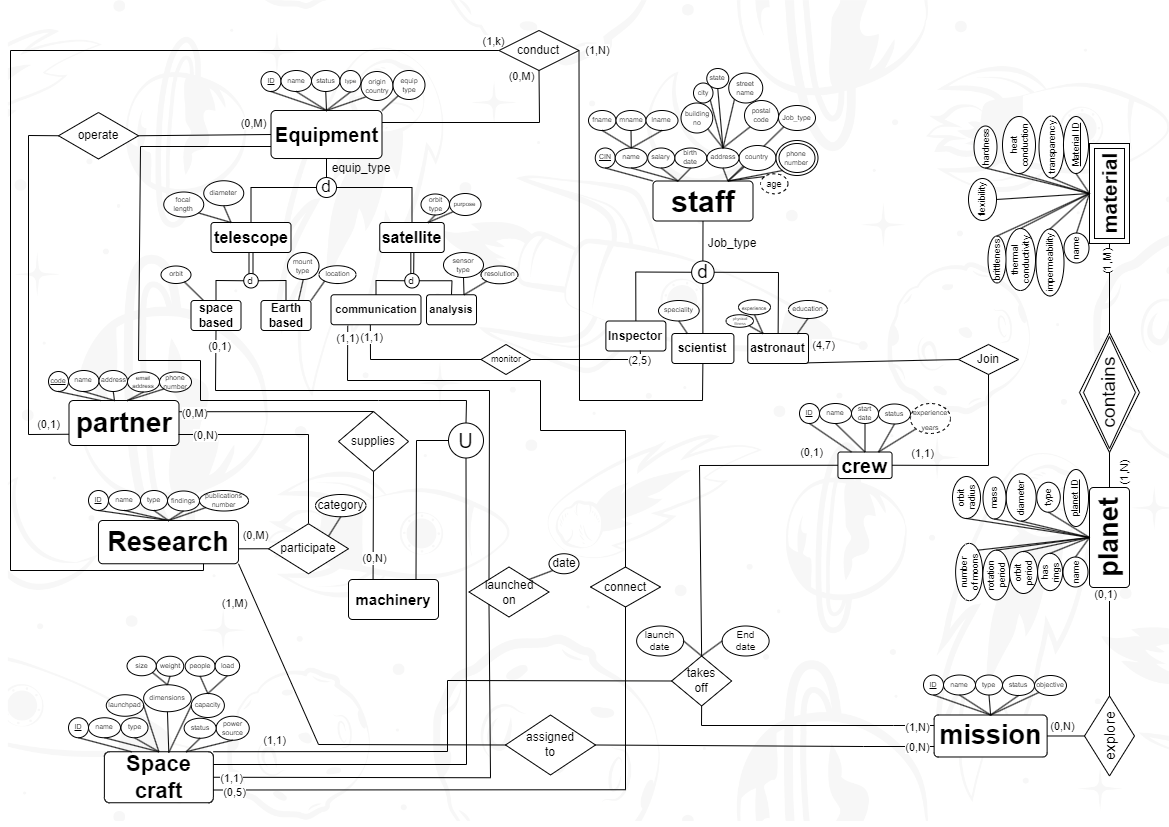 (1,k)
conduct
(1,N)
(0,M)
ID
name
status
type
origin
country
equip
type
operate
(0,M)
Equipment
equip_type
d
focal
length
diameter
orbit
type
purpose
telescope
satellite
orbit
d
mount
type
location
d
sensor
type
resolution
space
based
Earth
based
communication
analysis
(0,1)
(1,1)
(1,1)
monitor
(2,5)
state
city
street
name
building
no
postal
code
Job_type
fname
mname
lname
CIN
name
salary
birth
date
address
country
phone
number
age
staff
Job_type
d
speciality
experience
physical
fitness
education
Inspector
scientist
astronaut
(4,7)
Join
hardness
heat
conduction
transparency
Material ID
flexibility
material
brittleness
thermal
conductivity
impermeability
name
(1,M)
contains
(1,N)
code
name
address
email
address
phone
number
partner
(0,1)
(0,M)
(0,N)
supplies
U
ID
name
start
date
status
experience
years
(0,1)
crew
(1,1)
orbit
radius
mass
diameter
type
planet ID
planet
number
of moons
rotation
period
orbit
period
has
rings
name
(0,1)
ID
name
type
findings
publications
number
Research
(0,M)
category
participate
(0,N)
machinery
date
launched
on
connect
(1,M)
launch
date
End
date
takes
off
size
weight
people
load
launchpad
dimensions
capacity
ID
name
type
status
power
source
(1,1)
Space
craft
(1,1)
(0,5)
assigned
to
ID
name
type
status
objective
(1,N)
mission
(0,N)
(0,N)
explore